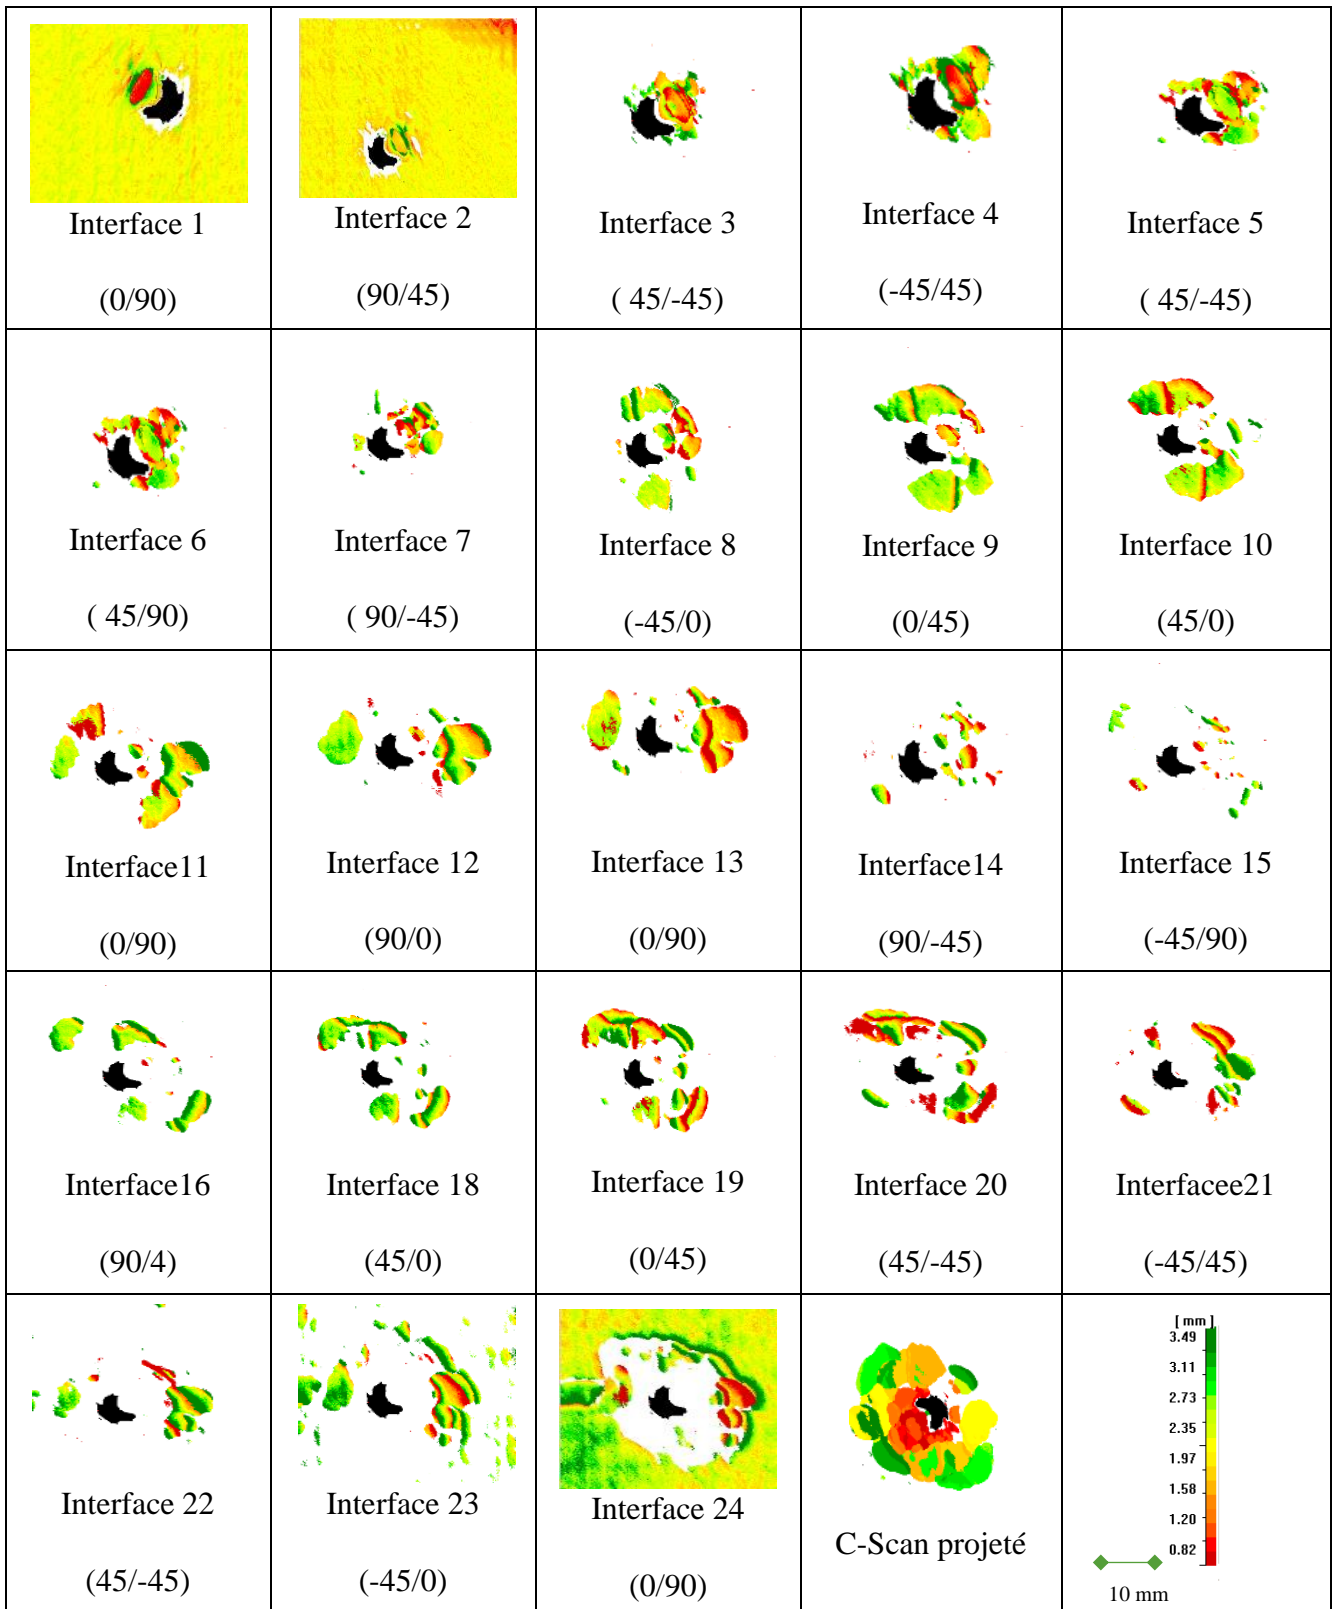 Interface 1
(0/90)
Interface 2
(90/45)
Interface 3
( 45/-45)
Interface 4
(-45/45)
Interface 5
( 45/-45)
Interface 6
( 45/90)
Interface 7
( 90/-45)
Interface 8
(-45/0)
Interface 9
(0/45)
Interface 10
(45/0)
Interface11
(0/90)
Interface 12
(90/0)
Interface 13
(0/90)
Interface14
(90/-45)
Interface 15
(-45/90)
Interface16
(90/4)
Interface 18
(45/0)
Interface 19
(0/45)
Interface 20
(45/-45)
Interfacee21
(-45/45)
Interface 22
(45/-45)
Interface 23
(-45/0)
Interface 24
(0/90)
C-Scan projeté
[ mm ]
3.49
3.11
2.73
2.35
1.97
1.58
1.20
0.82
10 mm